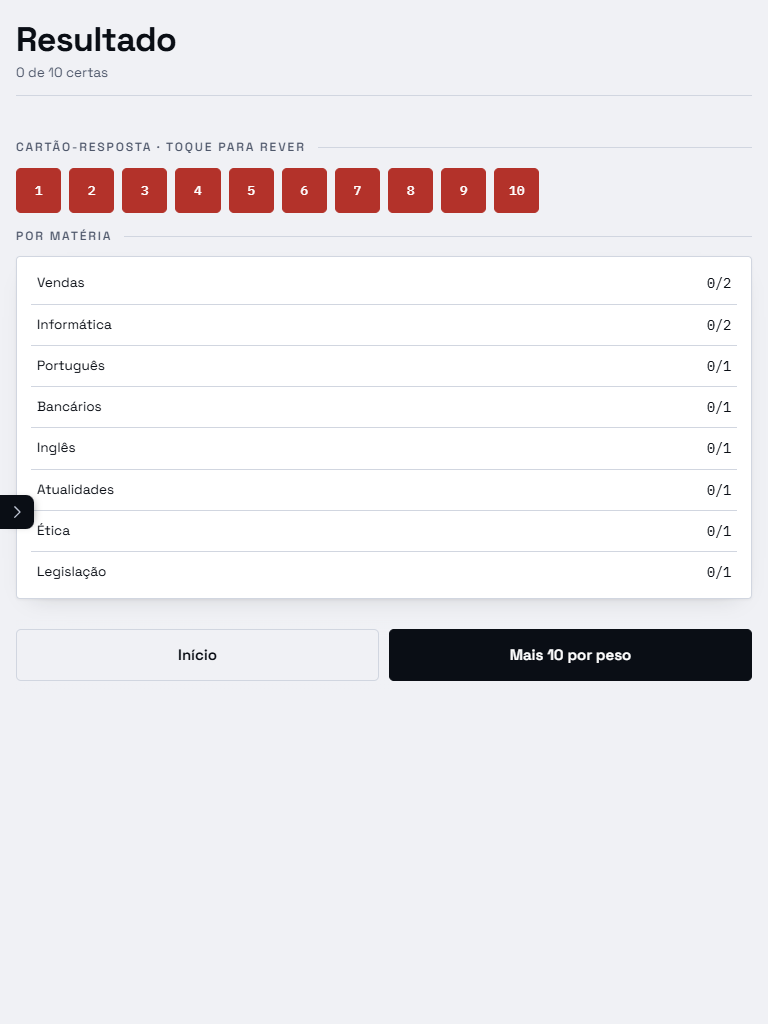 Resultado
0 de 10 certas
CARTÃO-RESPOSTA · TOQUE PARA REVER
1 2 3 4 5 6 7 8 9 10
POR MATÉRIA
Vendas 0/2
Informática 0/2
Português 0/1
Bancários 0/1
Inglês 0/1
Atualidades 0/1
Ética 0/1
Legislação 0/1
Início Mais 10 por peso